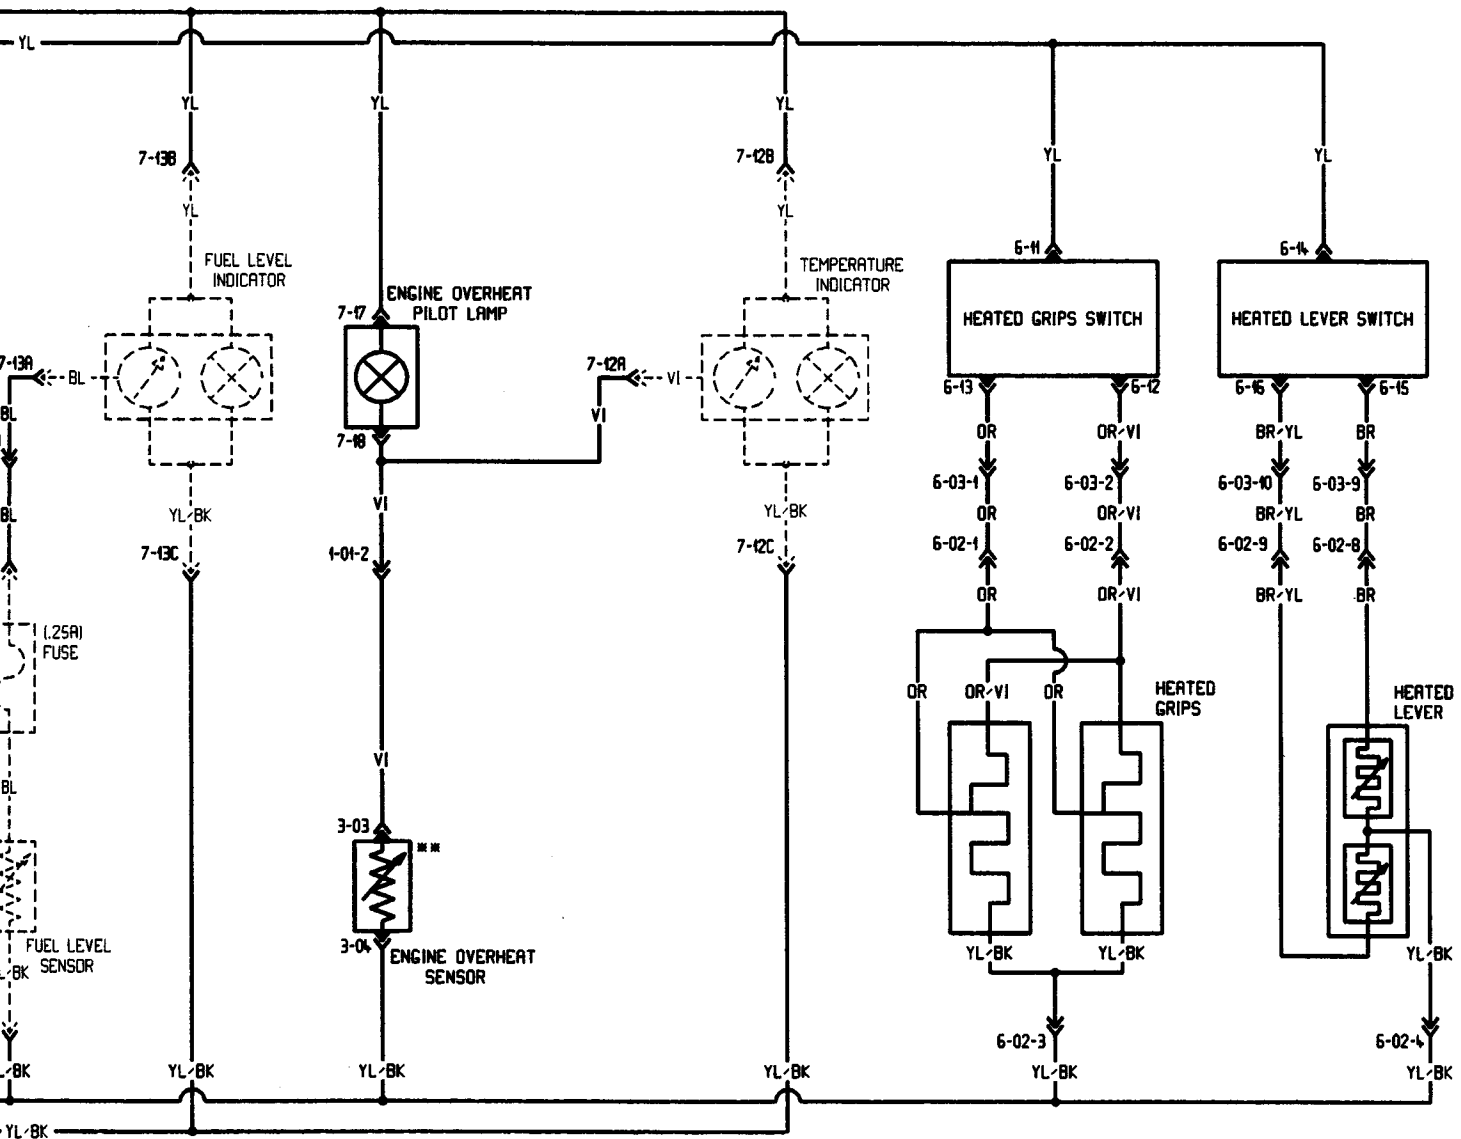 YL
YL
YL
YL
7-13B
7-12B
YL
YL
YL
YL
FUEL LEVEL
INDICATOR
TEMPERATURE
INDICATOR
6-11
6-14
ENGINE OVERHEAT
PILOT LAMP
7-17
HEATED GRIPS SWITCH
HEATED LEVER SWITCH
7-13A
BL
7-12A
VI
6-13
6-12
6-16
6-15
BL
VI
7-18
OR
OR/VI
BR/YL
BR
6-03-1
6-03-2
6-03-10
6-03-9
VI
BL
YL/BK
YL/BK
OR
OR/VI
BR/YL
BR
7-13C
1-01-2
7-12C
6-02-1
6-02-2
6-02-9
6-02-8
OR
OR/VI
BR/YL
BR
(.25A)
FUSE
OR
OR/VI
OR
HEATED
GRIPS
HEATED
LEVER
VI
BL
3-03
**
3-04
FUEL LEVEL
SENSOR
ENGINE OVERHEAT
SENSOR
L/BK
YL/BK
YL/BK
YL/BK
6-02-3
6-02-4
L/BK
YL/BK
YL/BK
YL/BK
YL/BK
YL/BK
YL/BK